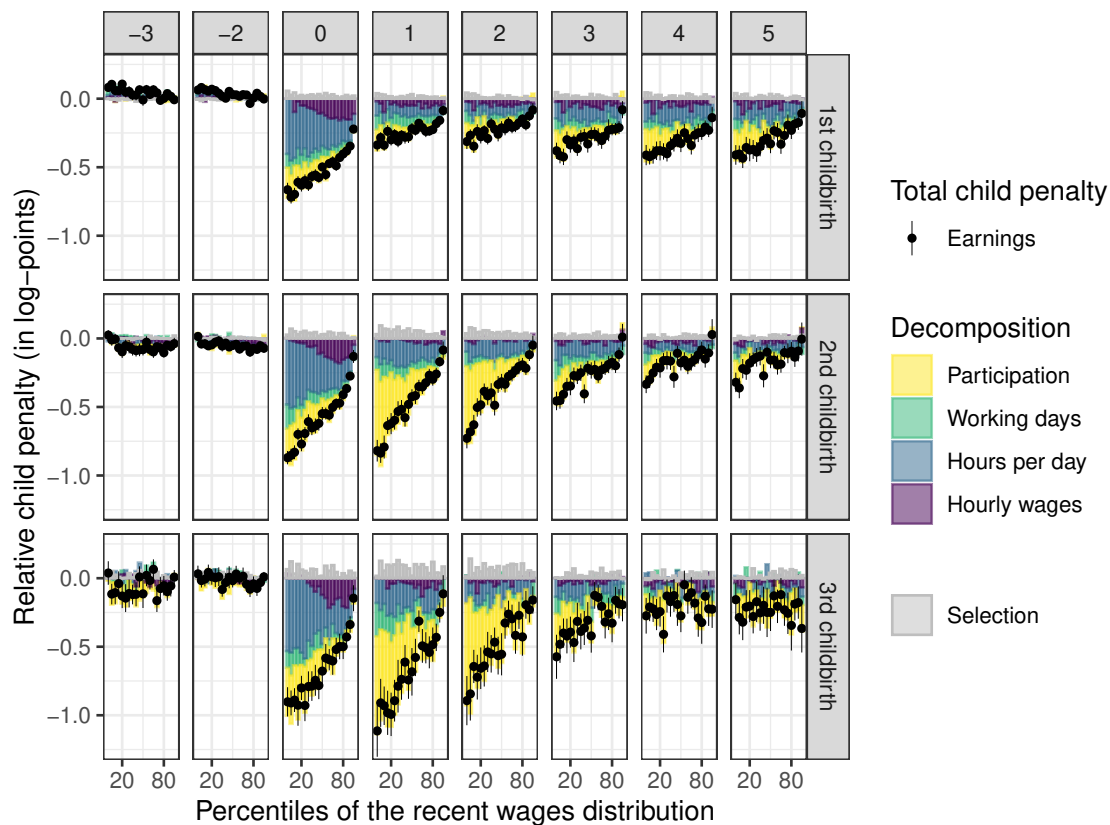 −3 −2 0 1 2 3 4 5
Relative child penalty (in log−points)
0.0
−0.5
−1.0
1st childbirth
0.0
−0.5
−1.0
2nd childbirth
0.0
−0.5
−1.0
3rd childbirth
20 80 20 80 20 80 20 80 20 80 20 80 20 80 20 80
Percentiles of the recent wages distribution
Total child penalty
Earnings
Decomposition
Participation
Working days
Hours per day
Hourly wages
Selection